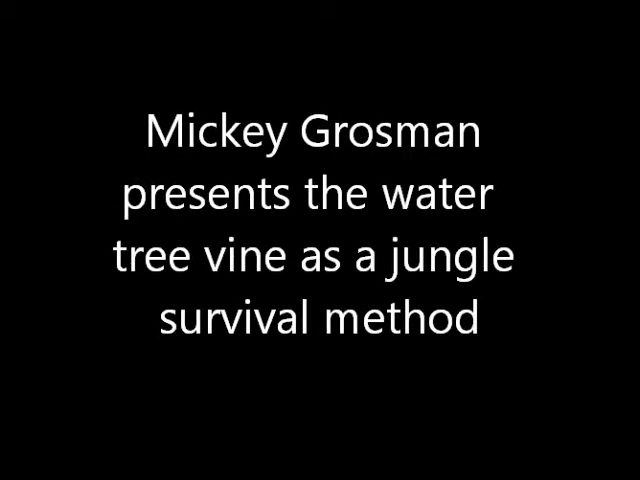 Mickey Grosman
presents the water
tree vine as a jungle
survival method